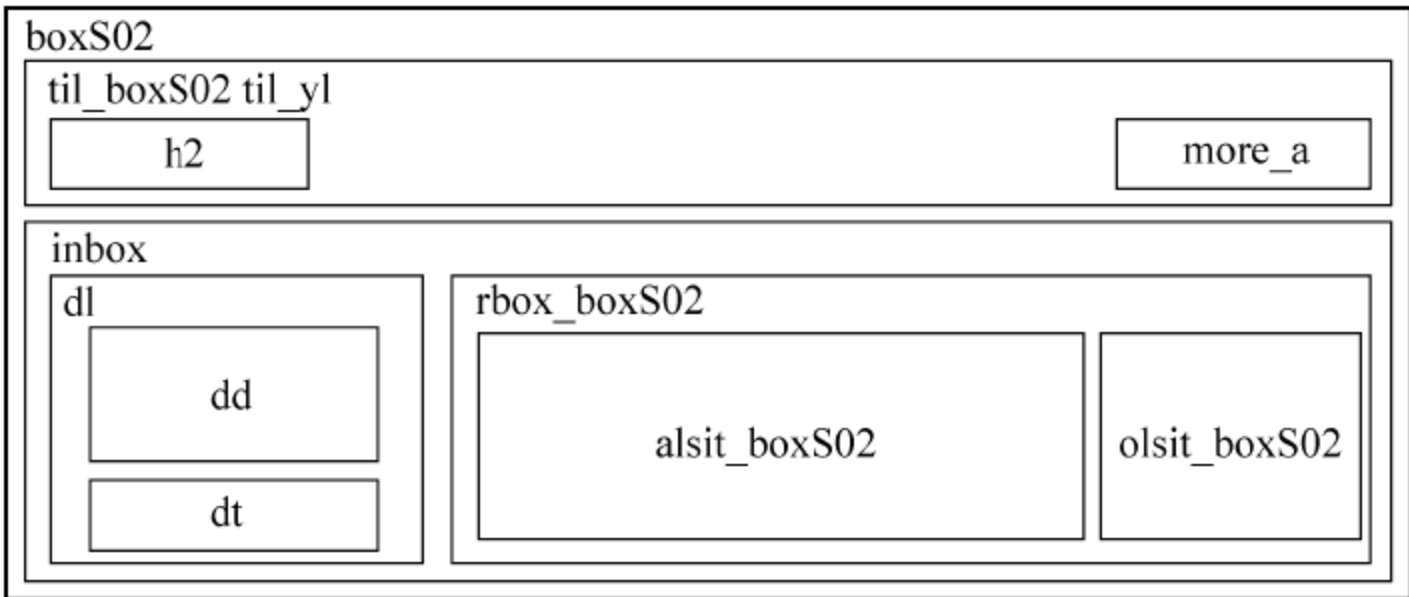 boxS02
til_boxS02 til_yl
h2
more_a
inbox
dl
dd
dt
rbox_boxS02
alsit_boxS02
olsit_boxS02